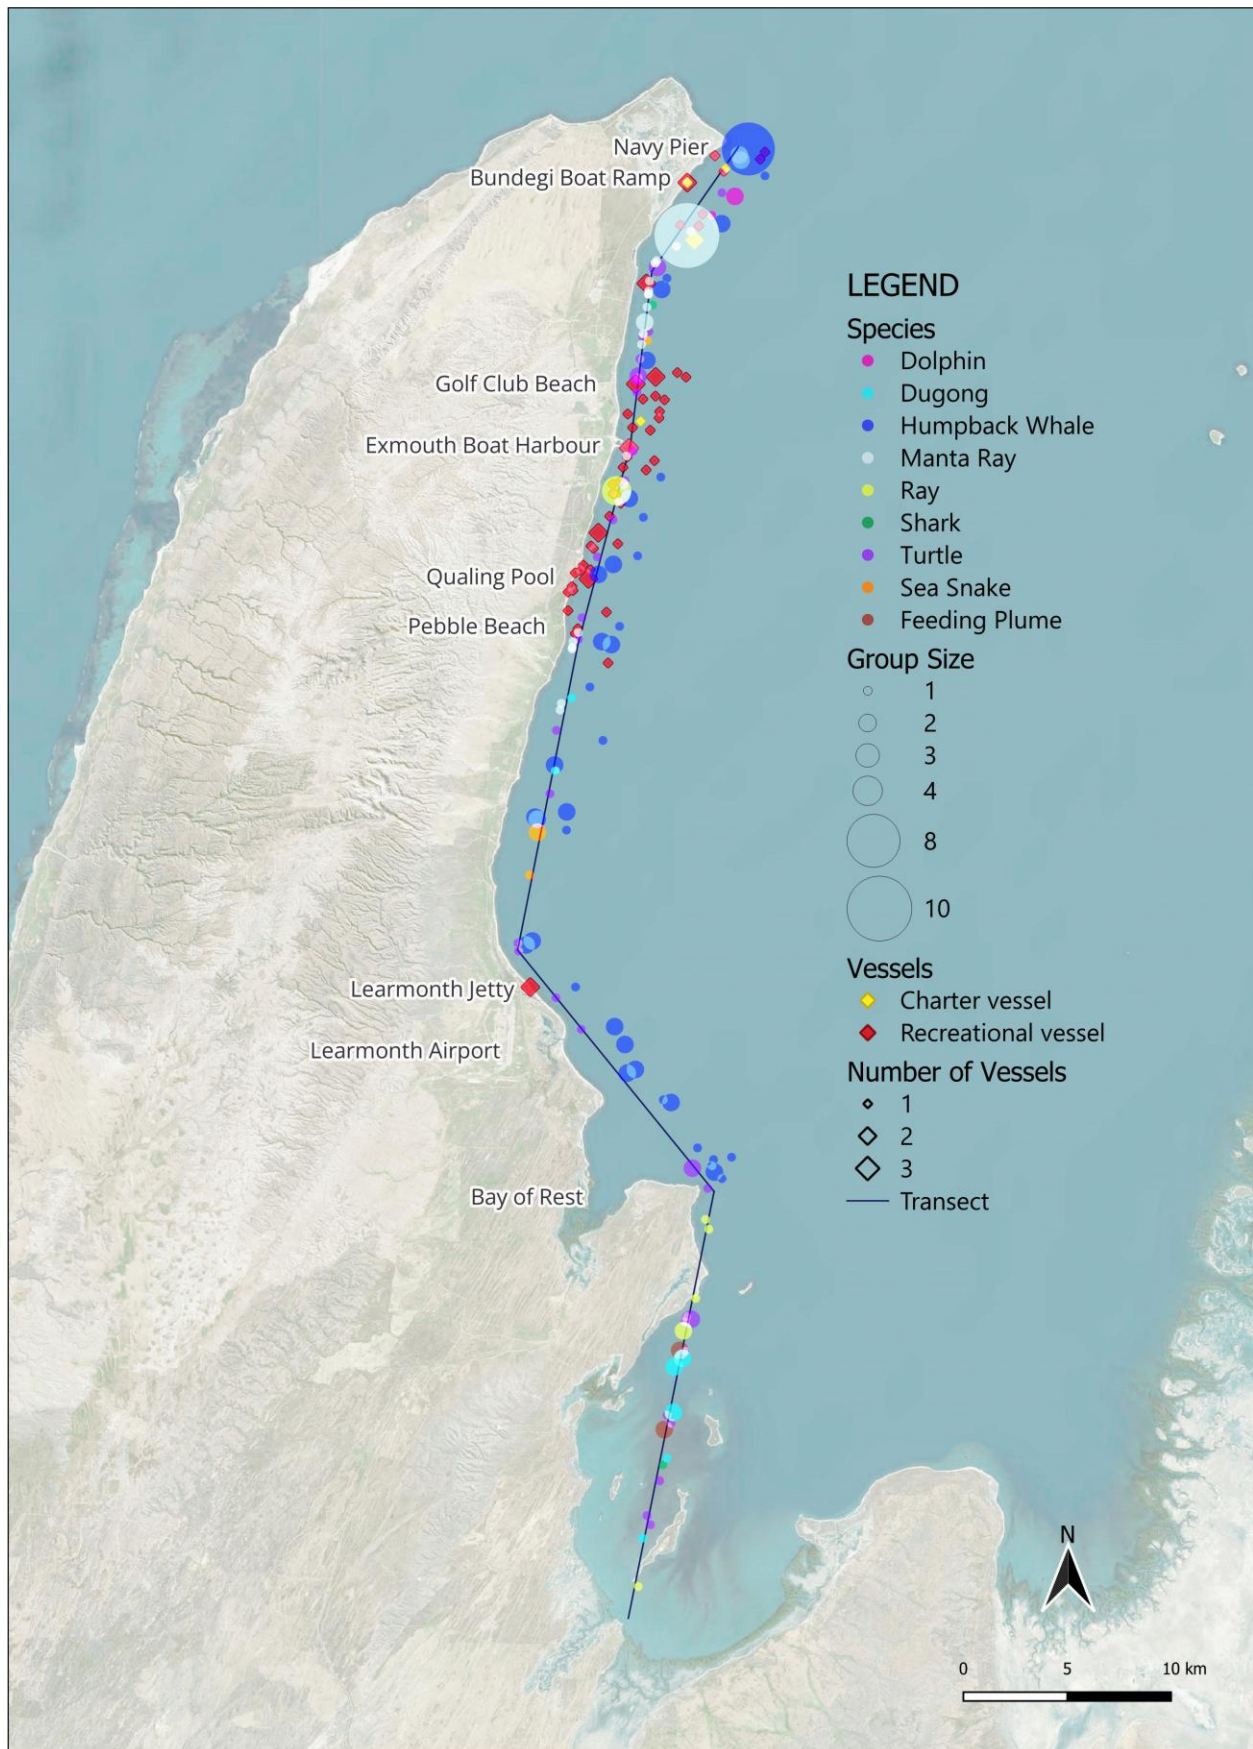 Navy Pier
Bundegi Boat Ramp
Golf Club Beach
Exmouth Boat Harbour
Qualing Pool
Pebble Beach
Learmonth Jetty
Learmonth Airport
Bay of Rest
LEGEND
Species
Dolphin
Dugong
Humpback Whale
Manta Ray
Ray
Shark
Turtle
Sea Snake
Feeding Plume
Group Size
1
2
3
4
8
10
Vessels
Charter vessel
Recreational vessel
Number of Vessels
1
2
3
Transect
N
0 5 10 km